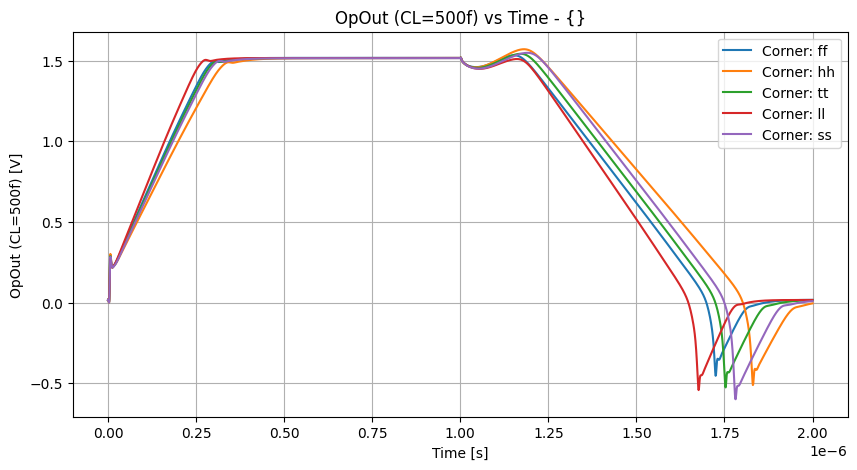 OpOut (CL=500f) vs Time - {}
OpOut (CL=500f) [V]
1.5
1.0
0.5
0.0
−0.5
Corner: ff
Corner: hh
Corner: tt
Corner: ll
Corner: ss
0.00 0.25 0.50 0.75 1.00 1.25 1.50 1.75 2.00
1e−6
Time [s]